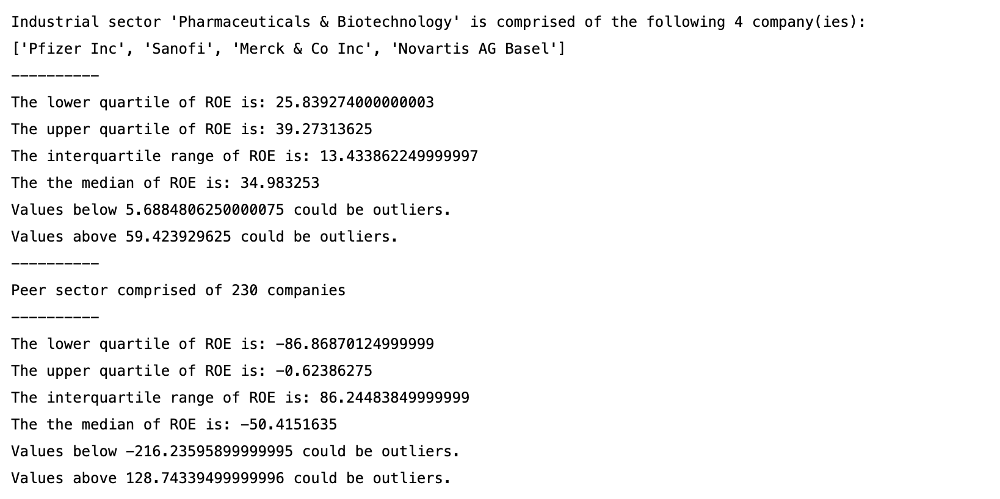 Industrial sector 'Pharmaceuticals & Biotechnology' is comprised of the following 4 company(ies):
['Pfizer Inc', 'Sanofi', 'Merck & Co Inc', 'Novartis AG Basel']
----------
The lower quartile of ROE is: 25.839274000000003
The upper quartile of ROE is: 39.27313625
The interquartile range of ROE is: 13.433862249999997
The the median of ROE is: 34.983253
Values below 5.6884806250000075 could be outliers.
Values above 59.423929625 could be outliers.
----------
Peer sector comprised of 230 companies
----------
The lower quartile of ROE is: -86.86870124999999
The upper quartile of ROE is: -0.62386275
The interquartile range of ROE is: 86.24483849999999
The the median of ROE is: -50.4151635
Values below -216.23595899999995 could be outliers.
Values above 128.74339499999996 could be outliers.